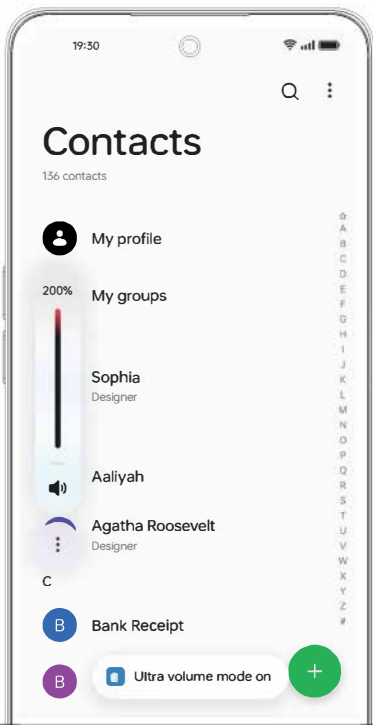 19:30
Contacts
136 contacts
My profile
200%
My groups
Sophia
Designer
Aaliyah
Agatha Roosevelt
Designer
C
B
Bank Receipt
B
Ultra volume mode on
A
B
C
D
E
F
G
H
I
J
K
L
M
N
O
P
Q
R
S
T
U
V
W
X
Y
Z
#